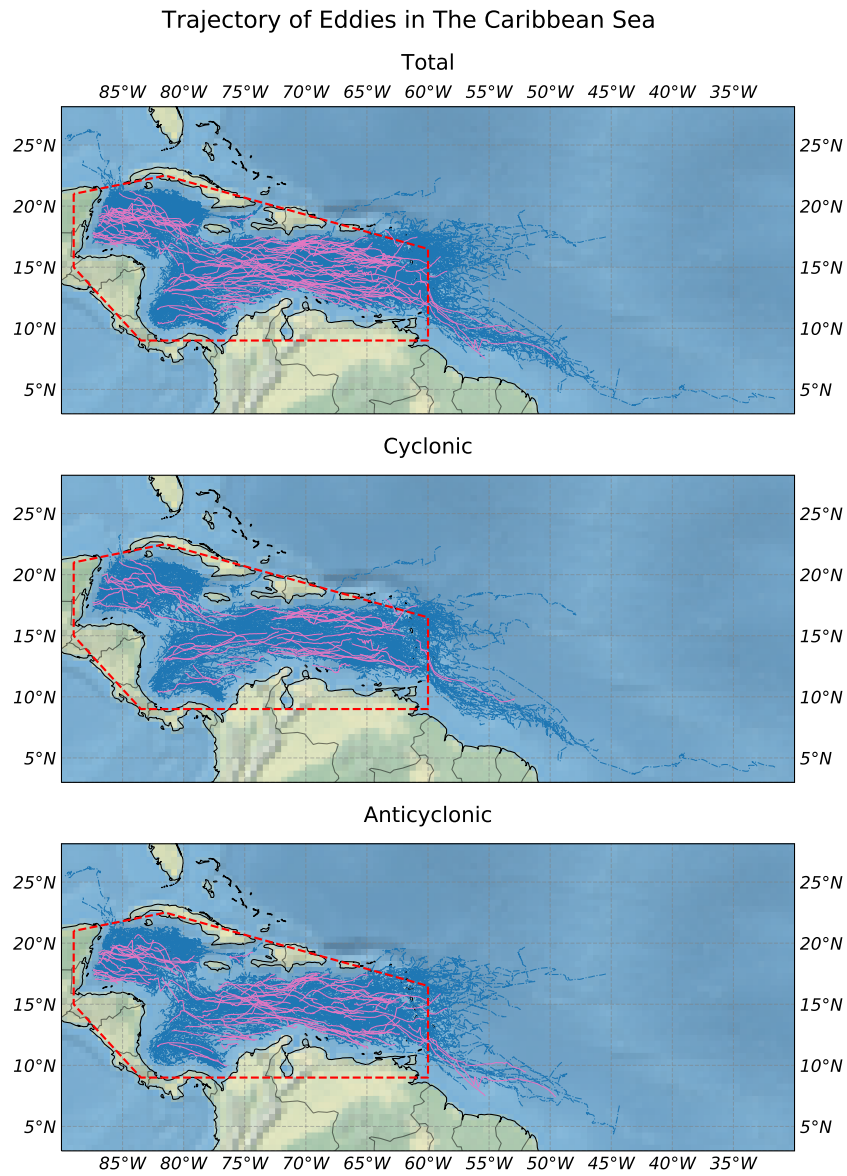 Trajectory of Eddies in The Caribbean Sea
Total
85°W 80°W 75°W 70°W 65°W 60°W 55°W 50°W 45°W 40°W 35°W
25°N 25°N
20°N 20°N
15°N 15°N
10°N 10°N
5°N 5°N
Cyclonic
25°N 25°N
20°N 20°N
15°N 15°N
10°N 10°N
5°N 5°N
Anticyclonic
25°N 25°N
20°N 20°N
15°N 15°N
10°N 10°N
5°N 5°N
85°W 80°W 75°W 70°W 65°W 60°W 55°W 50°W 45°W 40°W 35°W